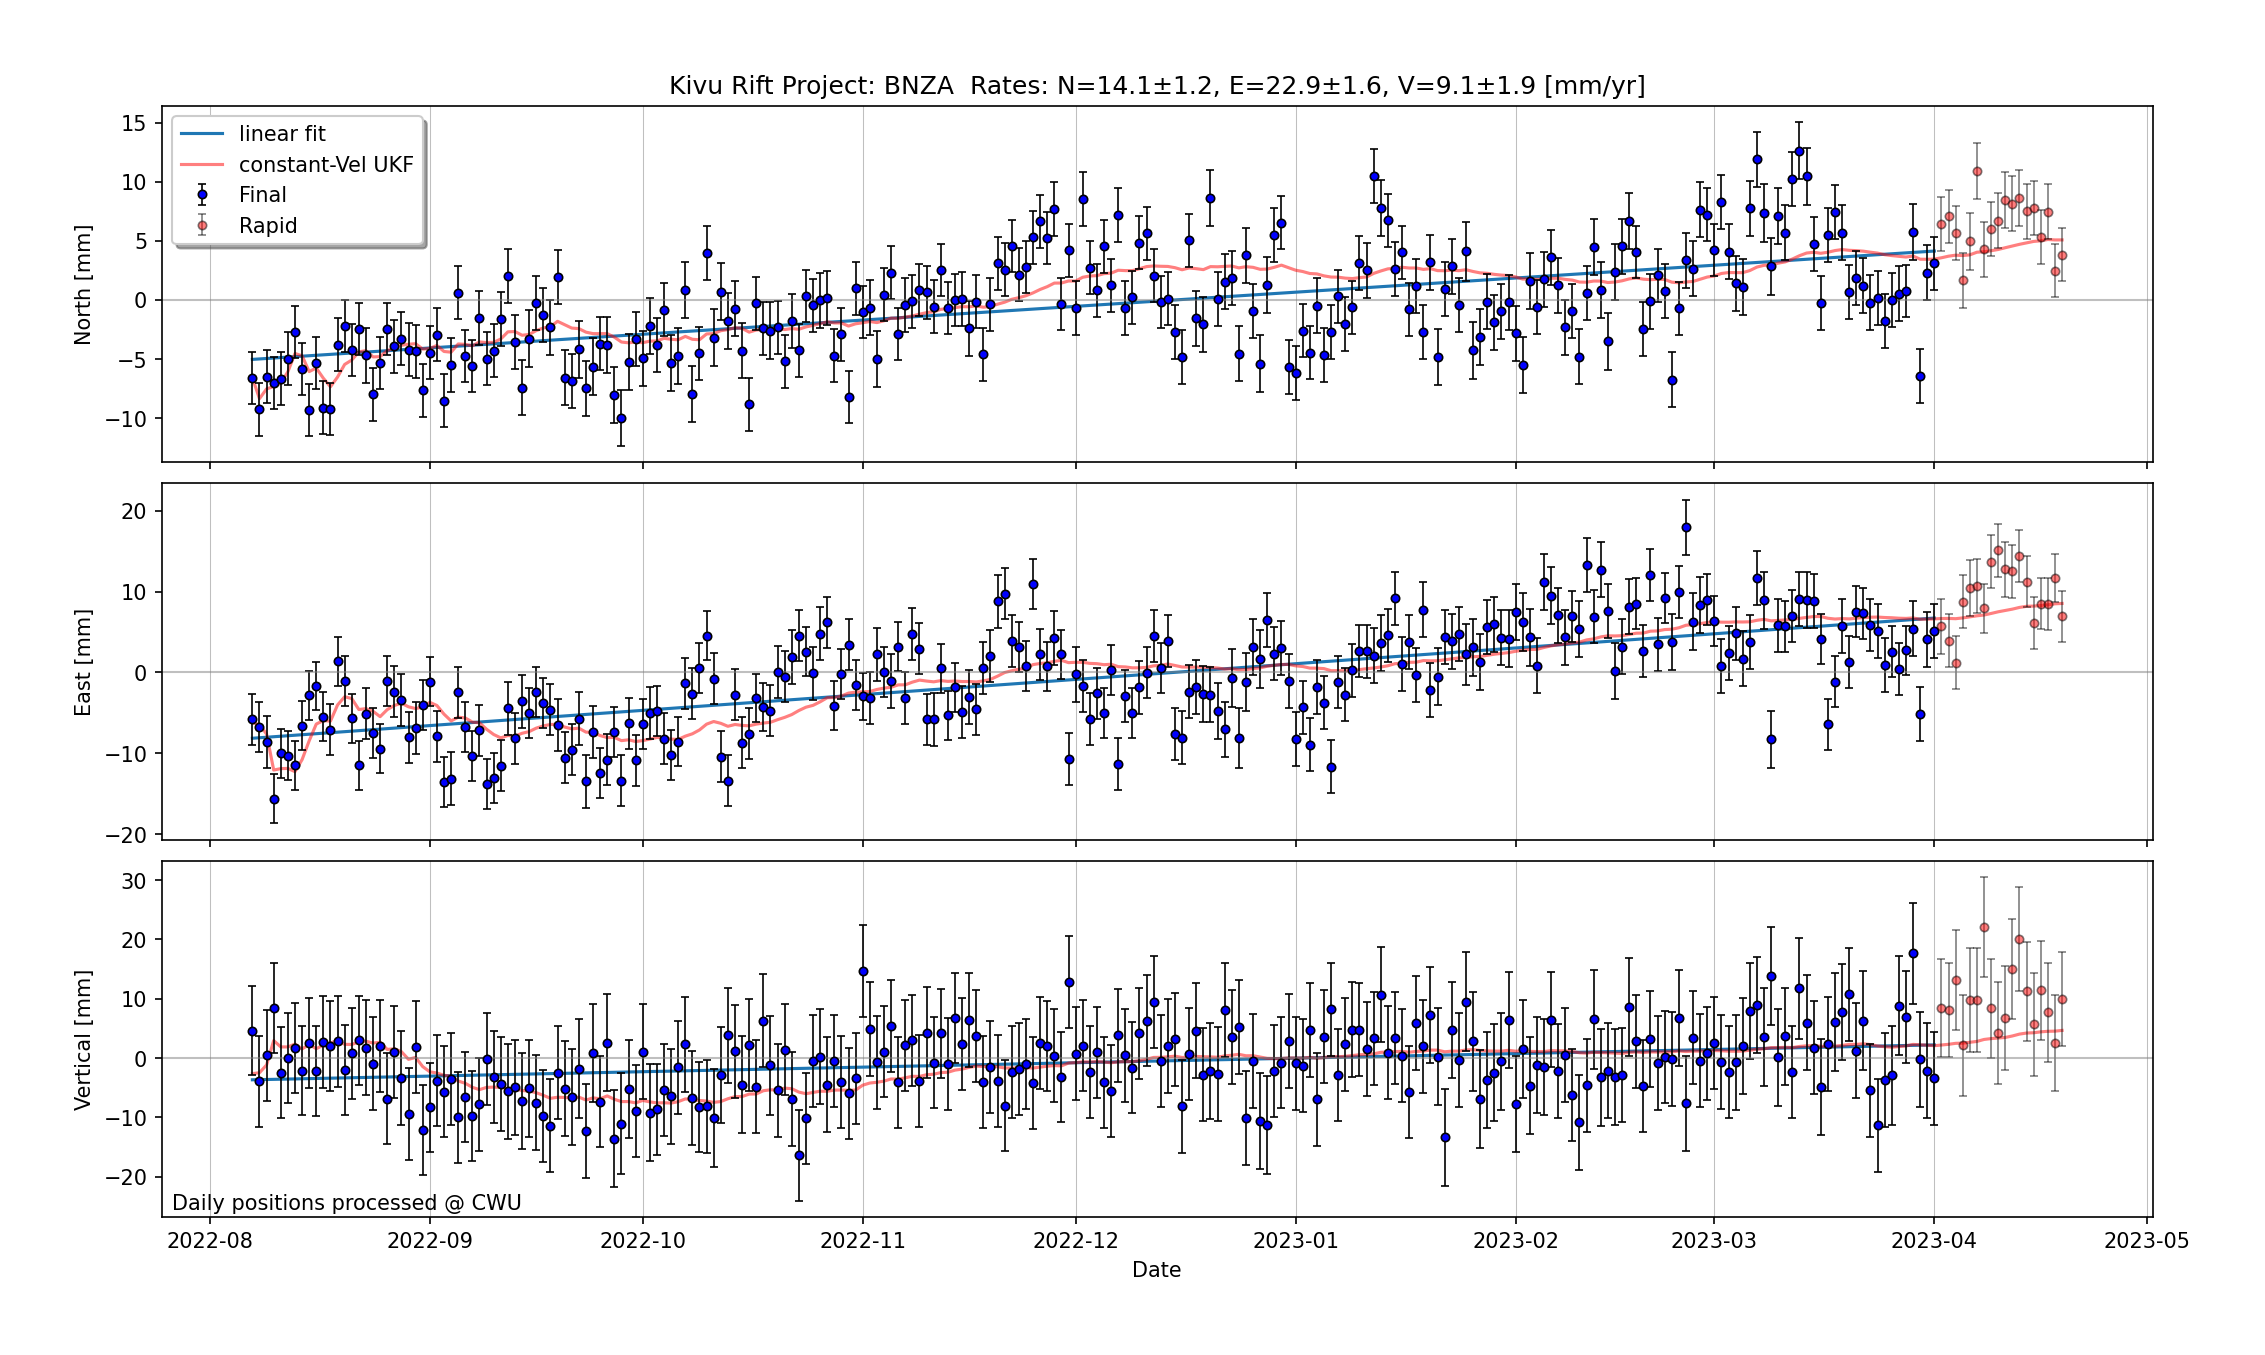 Kivu Rift Project: BNZA  Rates: N=14.1±1.2, E=22.9±1.6, V=9.1±1.9 [mm/yr]
linear fit
constant-Vel UKF
Final
Rapid
North [mm]
15
10
5
0
−5
−10
East [mm]
20
10
0
−10
−20
Vertical [mm]
30
20
10
0
−10
−20
Daily positions processed @ CWU
2022-08 2022-09 2022-10 2022-11 2022-12 2023-01 2023-02 2023-03 2023-04 2023-05
Date